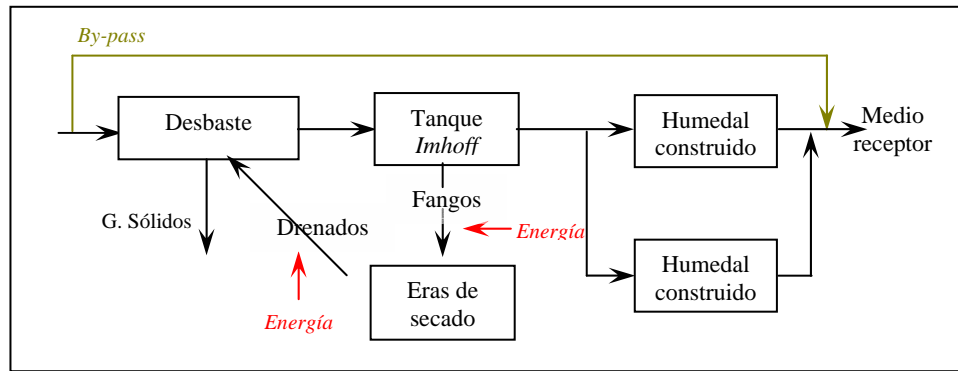 By-pass
Desbaste
Tanque
Imhoff
Humedal
construido
Medio
receptor
G. Sólidos
Drenados
Fangos
Energía
Energía
Eras de
secado
Humedal
construido